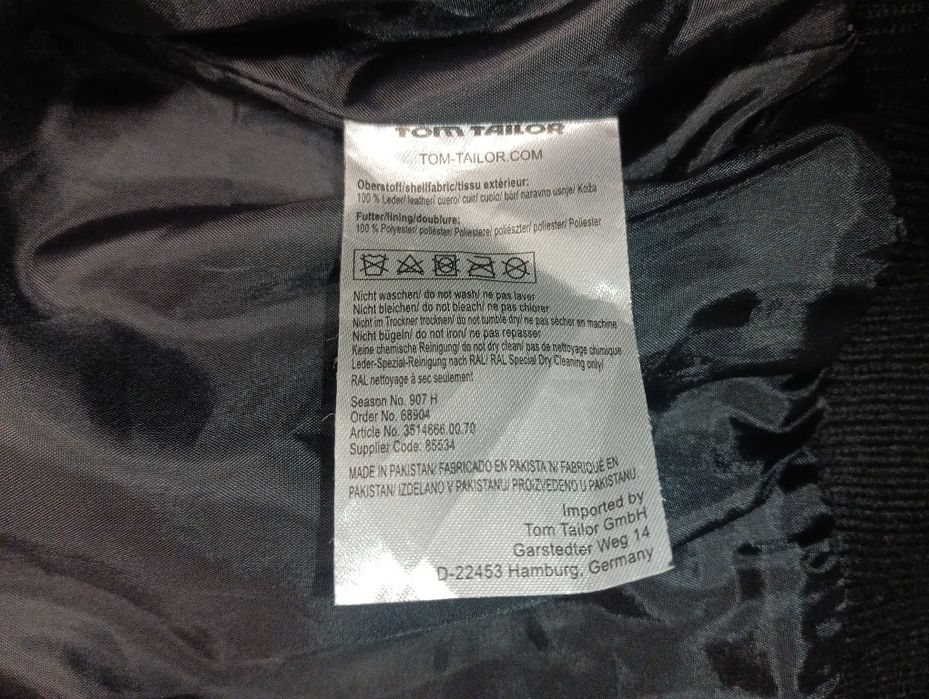 TOM TAILOR
TOM-TAILOR.COM
Oberstoff/shellfabric/tissu extérieur:
100 % Leder/ leather/ cuero/ cuir/ cuoio/ bőr/ naravno usnje/ Koža
Futter/lining/doublure:
100 % Polyester/ poliéster/ Poliestere/ poliészter/ poliester/ Poliester
Nicht waschen/ do not wash/ ne pas laver
Nicht bleichen/ do not bleach/ ne pas chlorer
Nicht im Trockner trocknen/ do not tumble dry/ ne pas sécher en machine
Nicht bügeln/ do not iron/ ne pas repasser
Keine chemische Reinigung/ do not dry clean/ pas de nettoyage chimique
Leder-Spezial-Reinigung nach RAL/ RAL Special Dry Cleaning only/
RAL nettoyage à sec seulement
Season No. 907 H
Order No. 68904
Article No. 3514666.00.70
Supplier Code: 85534
MADE IN PAKISTAN/ FABRICADO EN PAKISTA´N/ FABRIQUÉ EN
PAKISTAN/ IZDELANO V PAKISTANU/ PROIZVEDENO U PAKISTANU
Imported by
Tom Tailor GmbH
Garstedter Weg 14
D-22453 Hamburg, Germany